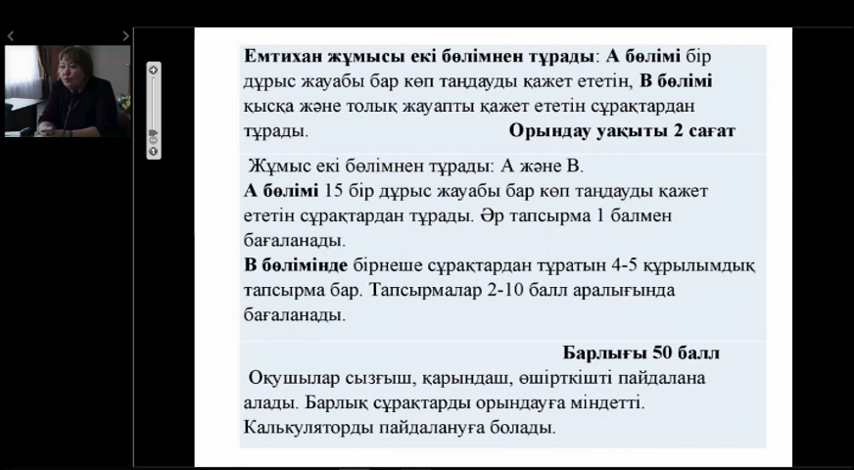 Емтихан жұмысы екі бөлімнен тұрады: А бөлімі бір
дұрыс жауабы бар көп таңдауды қажет ететін, В бөлімі
қысқа және толық жауапты қажет ететін сұрақтардан
тұрады. Орындау уақыты 2 сағат
Жұмыс екі бөлімнен тұрады: А және В.
А бөлімі 15 бір дұрыс жауабы бар көп таңдауды қажет
ететін сұрақтардан тұрады. Әр тапсырма 1 балмен
бағаланады.
В бөлімінде бірнеше сұрақтардан тұратын 4-5 құрылымдық
тапсырма бар. Тапсырмалар 2-10 балл аралығында
бағаланады.
Барлығы 50 балл
Оқушылар сызғыш, қарындаш, өшірткішті пайдалана
алады. Барлық сұрақтарды орындауға міндетті.
Калькуляторды пайдалануға болады.